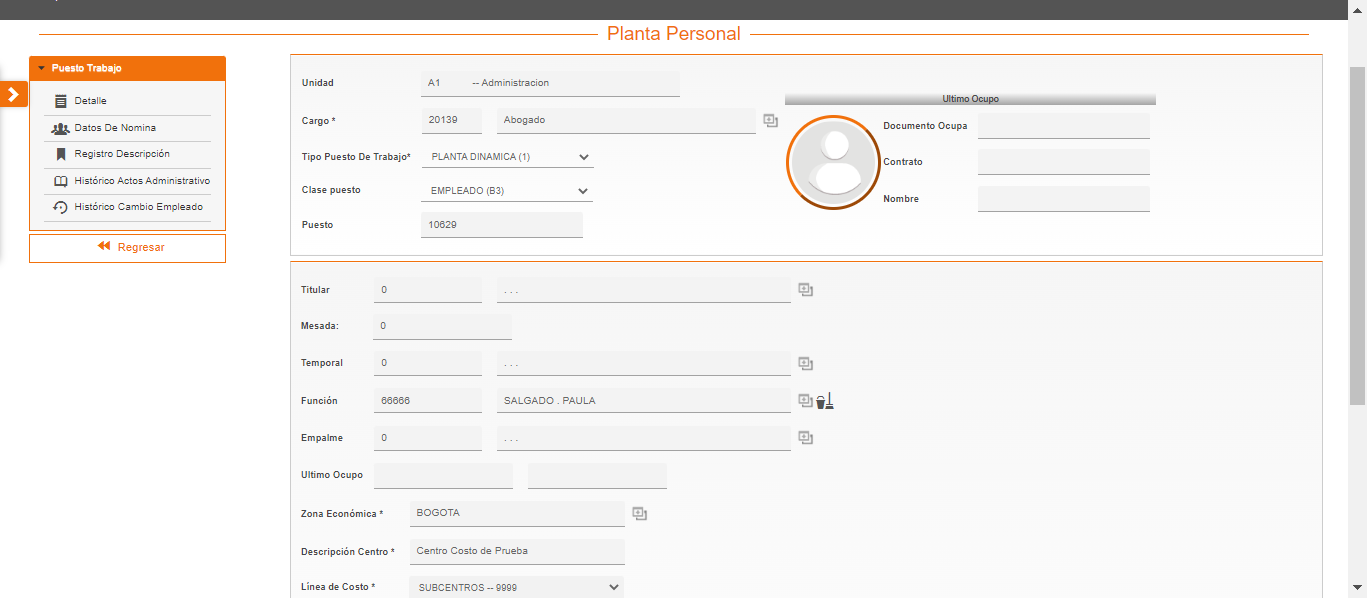 Planta Personal
Puesto Trabajo
Detalle
Datos De Nomina
Registro Descripción
Histórico Actos Administrativo
Histórico Cambio Empleado
Regresar
Unidad A1 -- Administracion
Cargo * 20139 Abogado
Tipo Puesto De Trabajo* PLANTA DINAMICA (1)
Clase puesto EMPLEADO (B3)
Puesto 10629
Ultimo Ocupo
Documento Ocupa
Contrato
Nombre
Titular 0 . . .
Mesada: 0
Temporal 0 . . .
Función 66666 SALGADO . PAULA
Empalme 0 . . .
Ultimo Ocupo
Zona Económica * BOGOTA
Descripción Centro * Centro Costo de Prueba
Línea de Costo * SUBCENTROS -- 9999